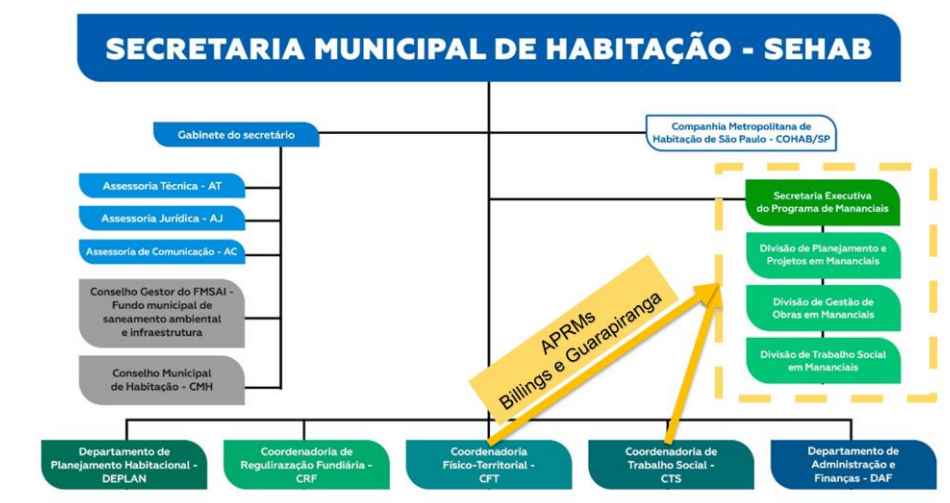 SECRETARIA MUNICIPAL DE HABITAÇÃO - SEHAB
Gabinete do secretário
Companhia Metropolitana de
Habitação de São Paulo - COHAB/SP
Assessoria Técnica - AT
Assessoria Jurídica - AJ
Assessoria de Comunicação - AC
Conselho Gestor do FMSAI -
Fundo municipal de
saneamento ambiental
e infraestrutura
Conselho Municipal
de Habitação - CMH
Secretaria Executiva
do Programa de Mananciais
Divisão de Planejamento e
Projetos em Mananciais
Divisão de Gestão de
Obras em Mananciais
Divisão de Trabalho Social
em Mananciais
APRMs
Billings e Guarapiranga
Departamento de
Planejamento Habitacional -
DEPLAN
Coordenadoria de
Regulirazação Fundiária -
CRF
Coordenadoria
Físico-Territorial -
CFT
Coordenadoria de
Trabalho Social -
CTS
Departamento de
Administração e
Finanças - DAF